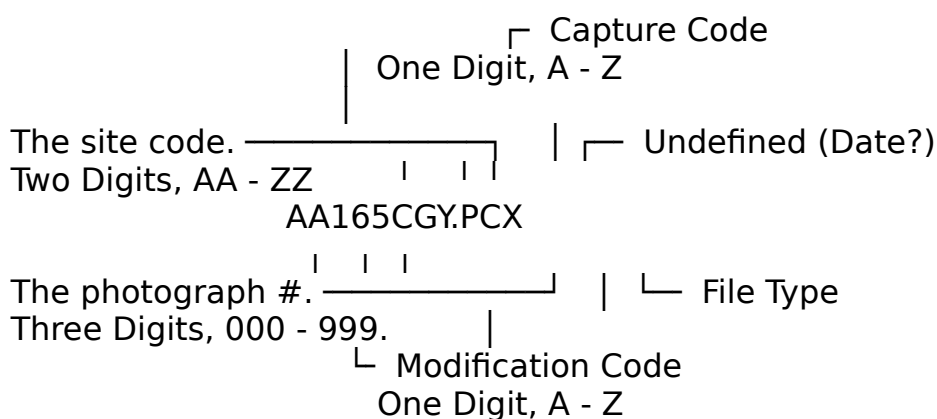 ┌─ Capture Code
│ One Digit, A - Z
│
The site code. ─────────────┐ │ ┌── Undefined (Date?)
Two Digits, AA - ZZ ╵ ╵ ╵
AA165CGY.PCX
╷ ╷ ╷
The photograph #. ────────────┘ │ └── File Type
Three Digits, 000 - 999. │
└─ Modification Code
One Digit, A - Z